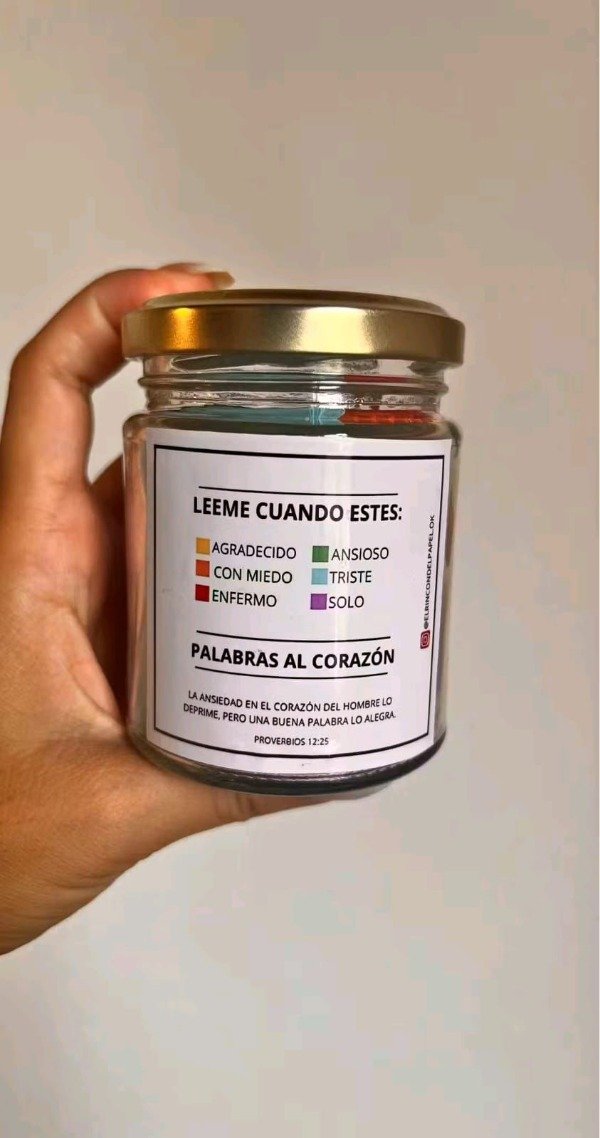 LEEME CUANDO ESTES:
AGRADECIDO
CON MIEDO
ENFERMO
ANSIOSO
TRISTE
SOLO
PALABRAS AL CORAZÓN
LA ANSIEDAD EN EL CORAZÓN DEL HOMBRE LO
DEPRIME, PERO UNA BUENA PALABRA LO ALEGRA.
PROVERBIOS 12:25
@ELRINCONDELPAPEL.OK